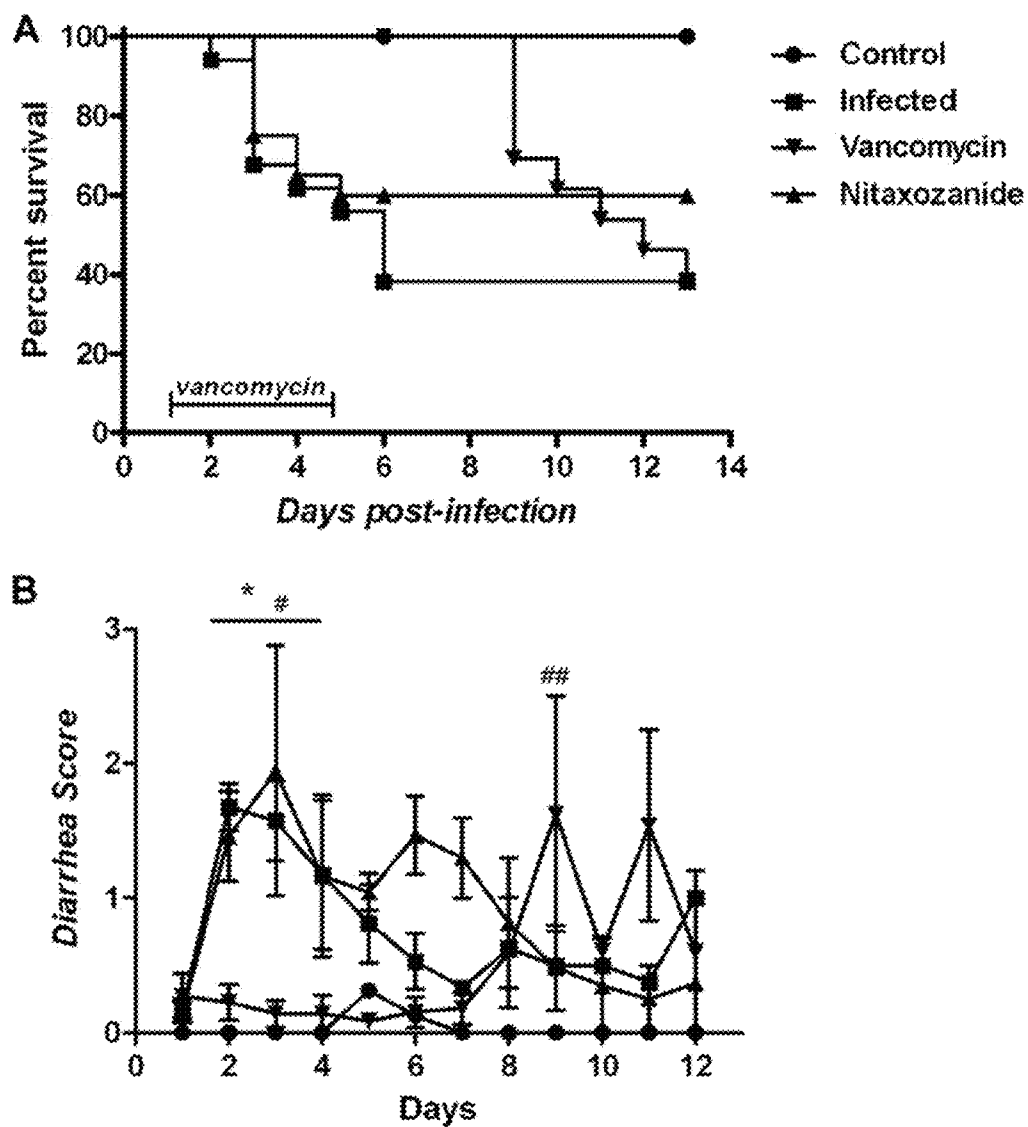 A
100
80
60
40
20
0
Percent survival
vancomycin
0 2 4 6 8 10 12 14
Days post-infection
Control
Infected
Vancomycin
Nitaxozanide
B
* #
##
3
2
1
0
Diarrhea Score
0 2 4 6 8 10 12
Days